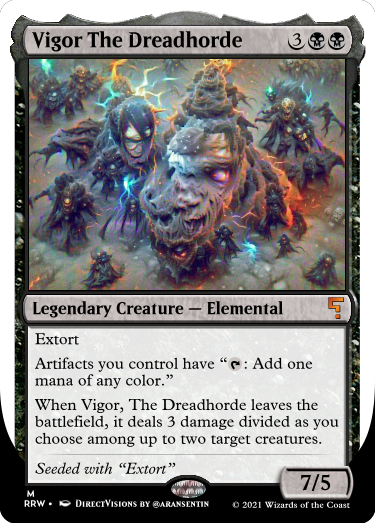 Vigor The Dreadhorde 3
Legendary Creature — Elemental
Extort
Artifacts you control have “: Add one
mana of any color.”
When Vigor, The Dreadhorde leaves the
battlefield, it deals 3 damage divided as you
choose among up to two target creatures.
Seeded with “Extort”
7/5
M
RRW • DIRECTVISIONS BY @ARANSENTIN © 2021 Wizards of the Coast